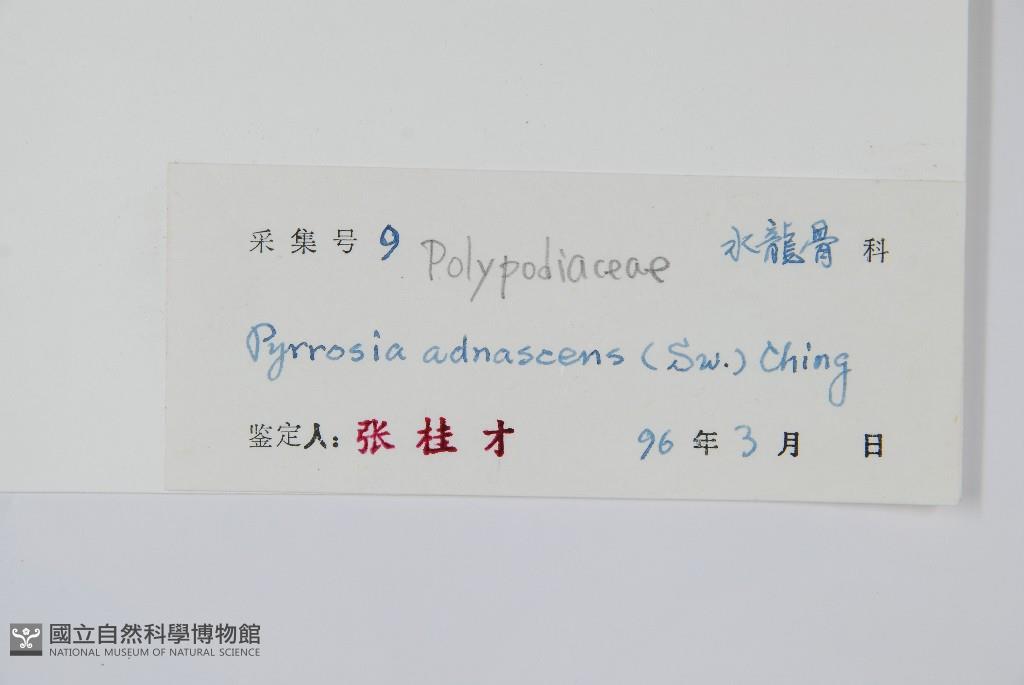 采集号 9 Polypodiaceae 水龍骨 科
Pyrrosia adnascens (Sw.) Ching
鉴定人: 张桂才 96 年 3 月 日
國立自然科學博物館
NATIONAL MUSEUM OF NATURAL SCIENCE